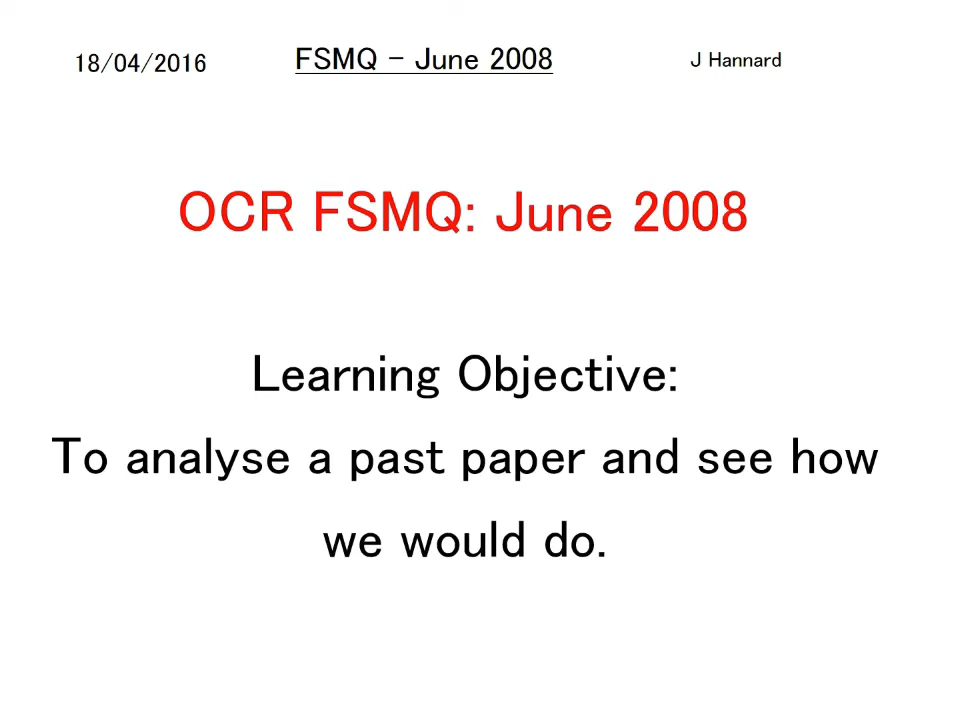 18/04/2016 FSMQ – June 2008 J Hannard
OCR FSMQ: June 2008
Learning Objective:
To analyse a past paper and see how
we would do.